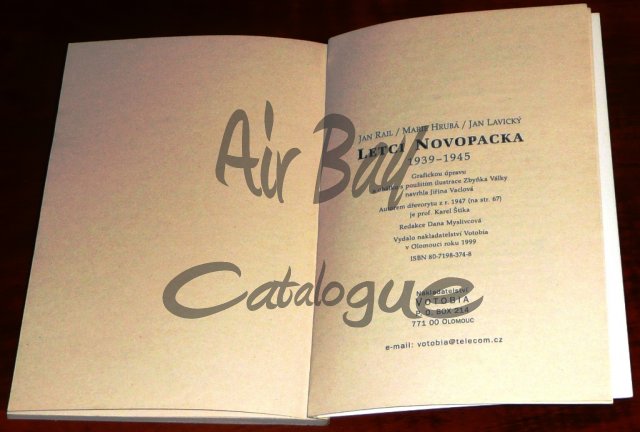 Jan Rail / Marie Hrubá / Jan Lavický
Letci Novopacka
1939–1945
Grafickou úpravu
a obálku s použitím ilustrace Zbyňka Války
navrhla Jiřina Vaclová
Autorem dřevorytu z r. 1947 (na str. 67)
je prof. Karel Štika
Redakce Dana Myslivcová
Vydalo nakladatelství Votobia
v Olomouci roku 1999
ISBN 80-7198-374-8
Nakladatelství
Votobia
P. O. BOX 214
771 00 Olomouc
e-mail: votobia@telecom.cz
Air Bay
Catalogue